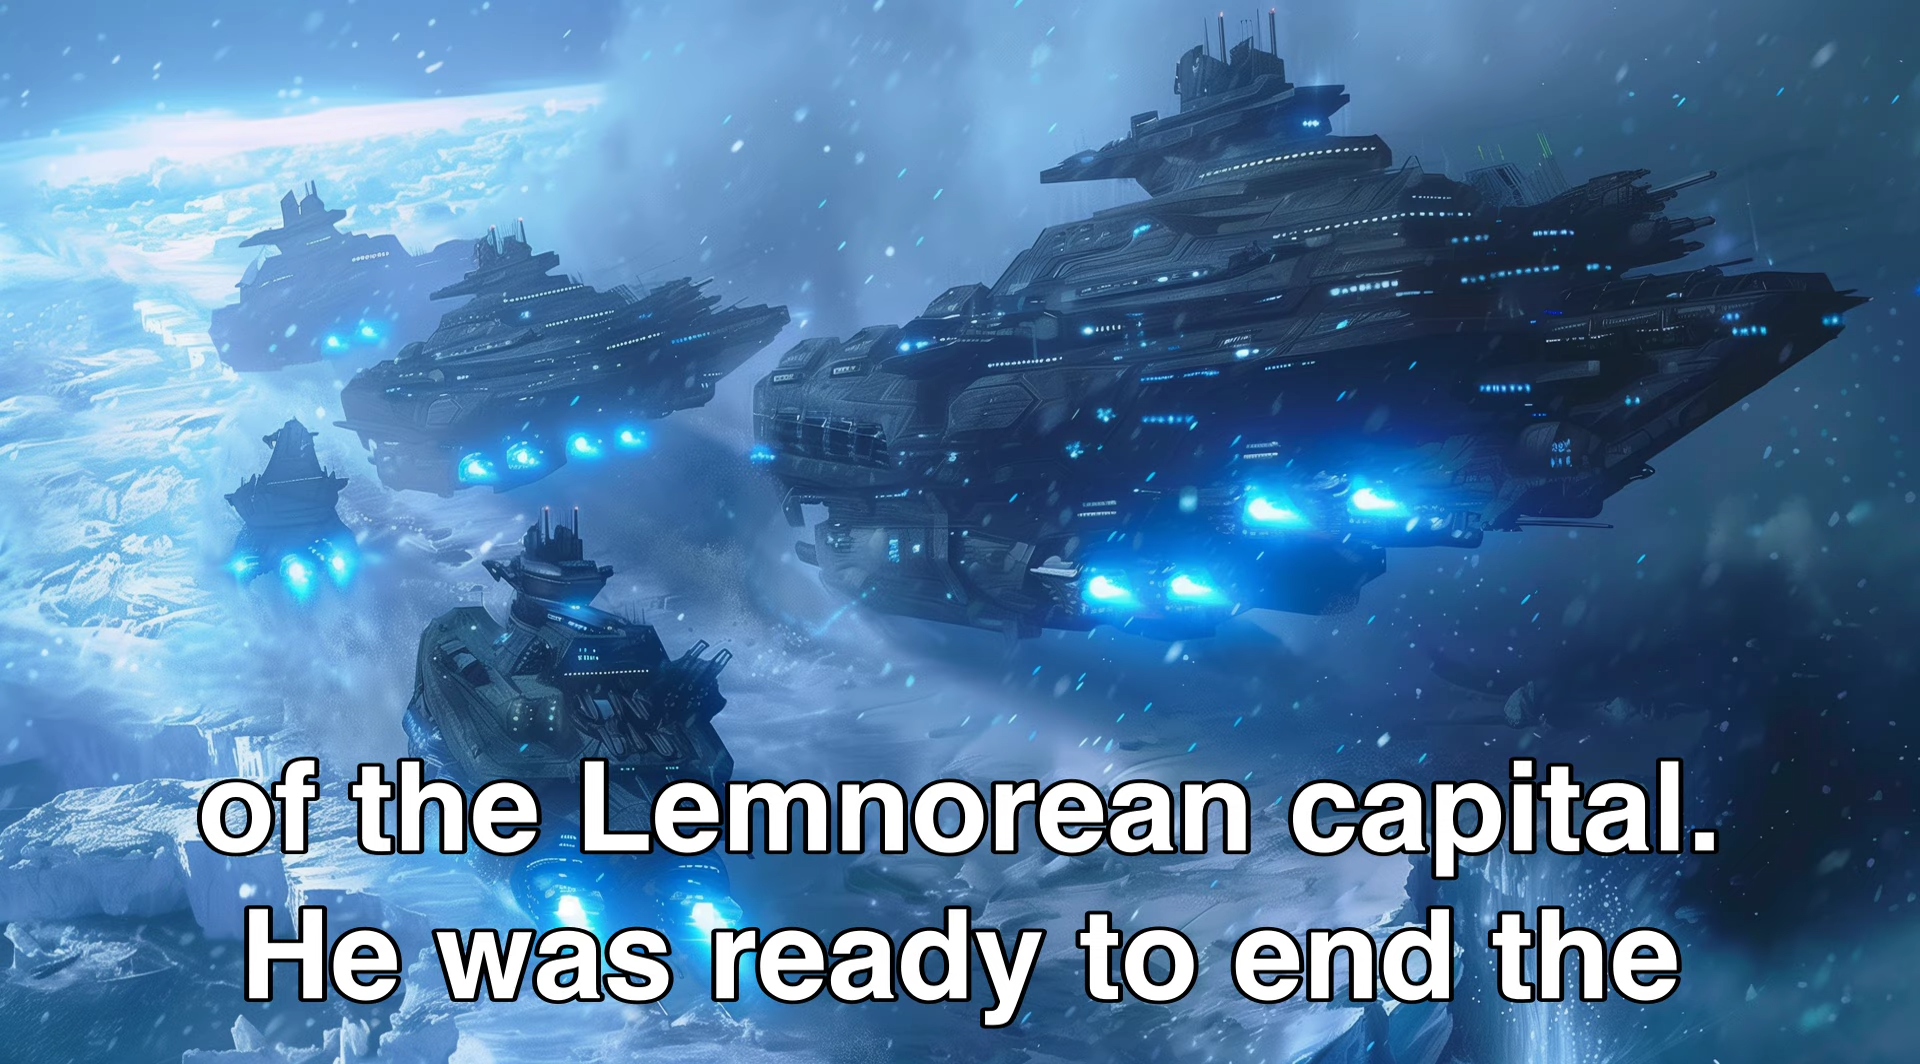 of the Lemnorean capital.
He was ready to end the